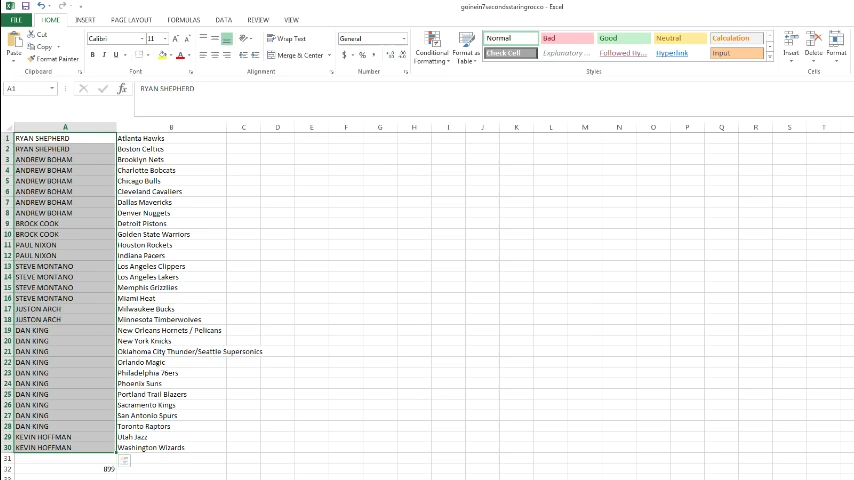 goinein7secondsstaringrocco - Excel
FILE HOME INSERT PAGE LAYOUT FORMULAS DATA REVIEW VIEW
Cut
Copy
Format Painter
Paste
Clipboard
Calibri 11
B I U
Font
Wrap Text
Merge & Center
Alignment
General
$ % ,
Number
Conditional Formatting
Format as Table
Normal Bad Good Neutral Calculation
Check Cell Explanatory ... Followed Hy... Hyperlink Input
Styles
Insert Delete Format
Cells
A1 fx RYAN SHEPHERD
A B C D E F G H I J K L M N O P Q R S T
1 RYAN SHEPHERD Atlanta Hawks
2 RYAN SHEPHERD Boston Celtics
3 ANDREW BOHAM Brooklyn Nets
4 ANDREW BOHAM Charlotte Bobcats
5 ANDREW BOHAM Chicago Bulls
6 ANDREW BOHAM Cleveland Cavaliers
7 ANDREW BOHAM Dallas Mavericks
8 ANDREW BOHAM Denver Nuggets
9 BROCK COOK Detroit Pistons
10 BROCK COOK Golden State Warriors
11 PAUL NIXON Houston Rockets
12 PAUL NIXON Indiana Pacers
13 STEVE MONTANO Los Angeles Clippers
14 STEVE MONTANO Los Angeles Lakers
15 STEVE MONTANO Memphis Grizzlies
16 STEVE MONTANO Miami Heat
17 JUSTON ARCH Milwaukee Bucks
18 JUSTON ARCH Minnesota Timberwolves
19 DAN KING New Orleans Hornets / Pelicans
20 DAN KING New York Knicks
21 DAN KING Oklahoma City Thunder/Seattle Supersonics
22 DAN KING Orlando Magic
23 DAN KING Philadelphia 76ers
24 DAN KING Phoenix Suns
25 DAN KING Portland Trail Blazers
26 DAN KING Sacramento Kings
27 DAN KING San Antonio Spurs
28 DAN KING Toronto Raptors
29 KEVIN HOFFMAN Utah Jazz
30 KEVIN HOFFMAN Washington Wizards
31
32 899